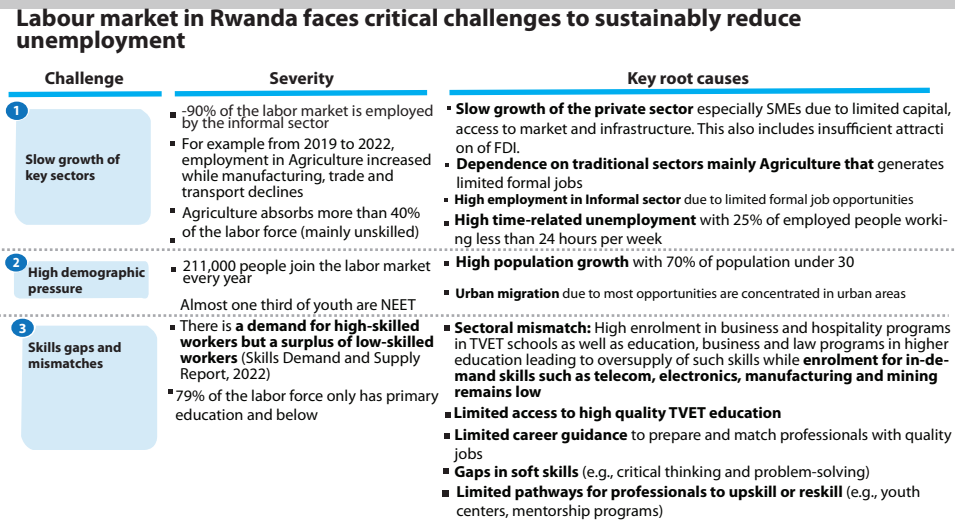 Labour market in Rwanda faces critical challenges to sustainably reduce
unemployment
Challenge
Severity
Key root causes
1
Slow growth of
key sectors
-90% of the labor market is employed
by the informal sector
For example from 2019 to 2022,
employment in Agriculture increased
while manufacturing, trade and
transport declines
Agriculture absorbs more than 40%
of the labor force (mainly unskilled)
Slow growth of the private sector especially SMEs due to limited capital,
access to market and infrastructure. This also includes insufficient attracti
on of FDI.
Dependence on traditional sectors mainly Agriculture that generates
limited formal jobs
High employment in Informal sector due to limited formal job opportunities
High time-related unemployment with 25% of employed people worki-
ng less than 24 hours per week
2
High demographic
pressure
211,000 people join the labor market
every year
Almost one third of youth are NEET
High population growth with 70% of population under 30
Urban migration due to most opportunities are concentrated in urban areas
3
Skills gaps and
mismatches
There is a demand for high-skilled
workers but a surplus of low-skilled
workers (Skills Demand and Supply
Report, 2022)
79% of the labor force only has primary
education and below
Sectoral mismatch: High enrolment in business and hospitality programs
in TVET schools as well as education, business and law programs in higher
education leading to oversupply of such skills while enrolment for in-de-
mand skills such as telecom, electronics, manufacturing and mining
remains low
Limited access to high quality TVET education
Limited career guidance to prepare and match professionals with quality
jobs
Gaps in soft skills (e.g., critical thinking and problem-solving)
Limited pathways for professionals to upskill or reskill (e.g., youth
centers, mentorship programs)